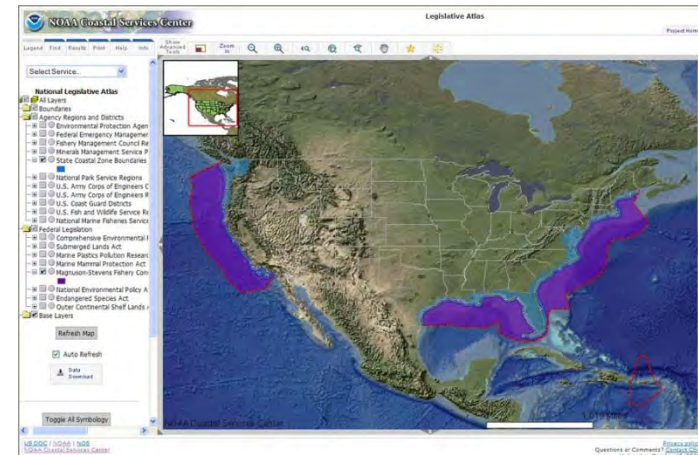 NOAA Coastal Services Center
Legislative Atlas
Project Home
Legend Find Results Print Help Info
Show Advanced Tools
Zoom In
Select Service...
National Legislative Atlas
All Layers
Boundaries
Agency Regions and Districts
Environmental Protection Agen
Federal Emergency Managemer
Fishery Management Council Re
Minerals Management Service P
State Coastal Zone Boundaries
National Park Service Regions
U.S. Army Corps of Engineers C
U.S. Army Corps of Engineers R
U.S. Coast Guard Districts
U.S. Fish and Wildlife Service Re
National Marine Fisheries Service
Federal Legislation
Comprehensive Environmental
Submerged Lands Act
Marine Plastics Pollution Researc
Marine Mammal Protection Act
Magnuson-Stevens Fishery Con
National Environmental Policy A
Endangered Species Act
Outer Continental Shelf Lands
Base Layers
Refresh Map
Auto Refresh
Data Download
Toggle All Symbology
NOAA Coastal Services Center
US DOC | NOAA | NOS
NOAA Coastal Services Center
Privacy
Questions or Comments? Contact